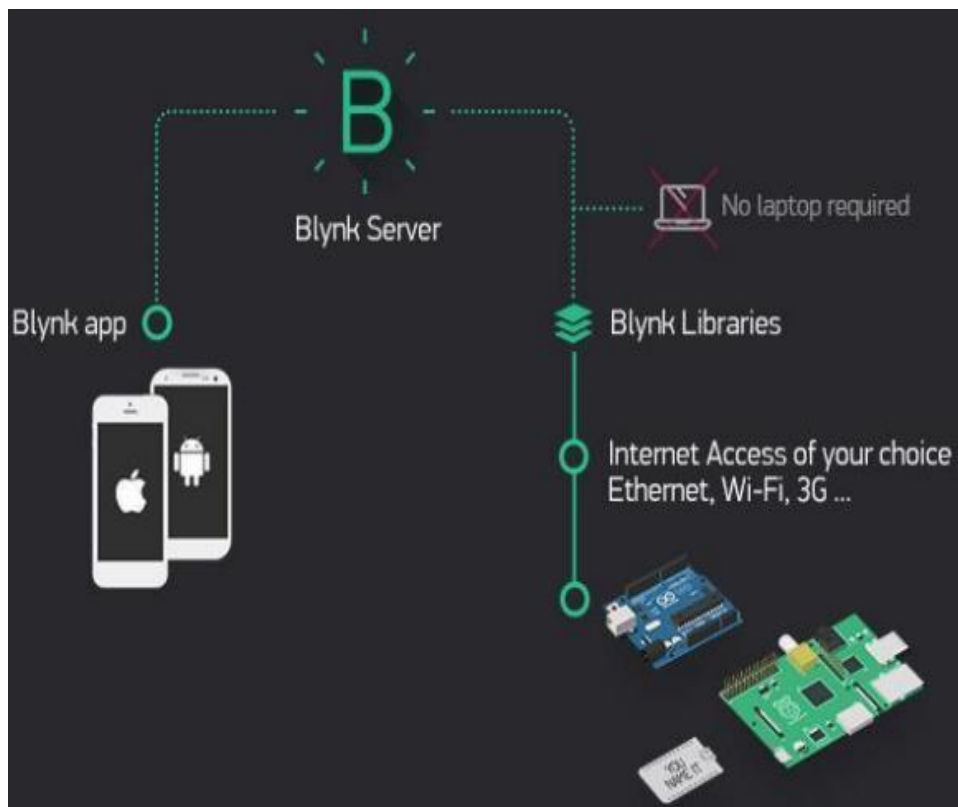 B
Blynk Server
No laptop required
Blynk app
Blynk Libraries
Internet Access of your choice
Ethernet, Wi-Fi, 3G ...
YOU
NAME IT